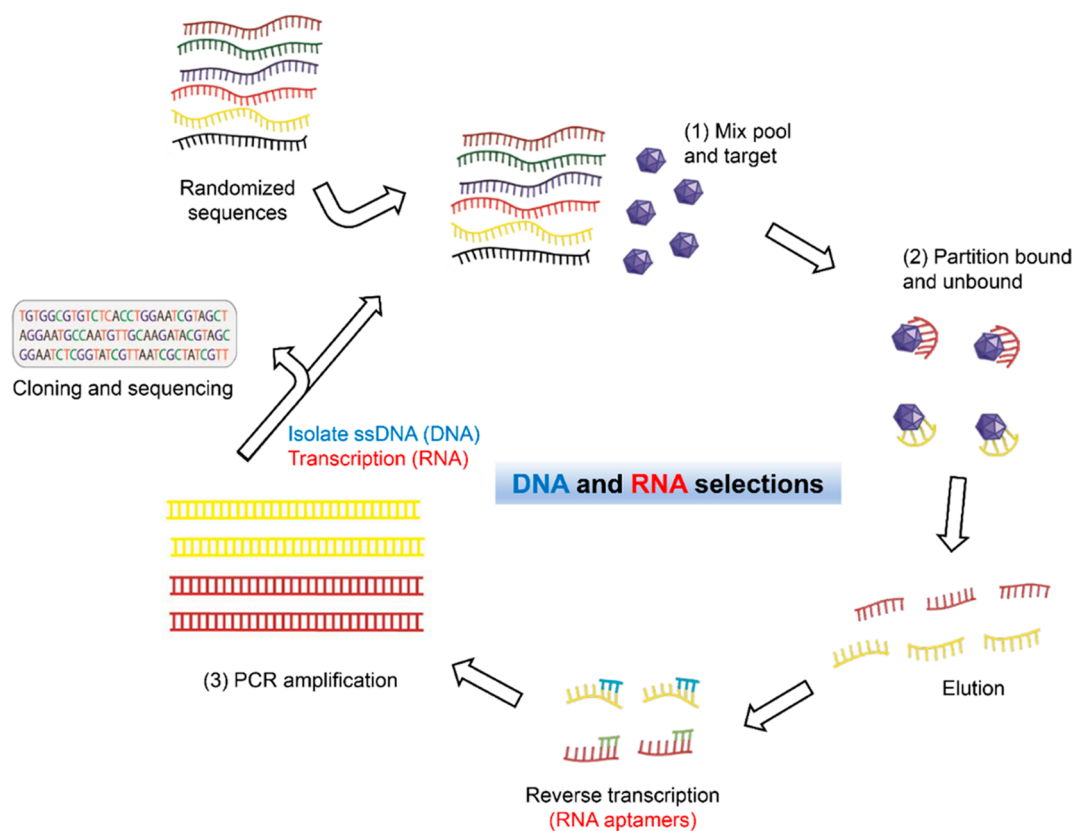 Randomized
sequences
(1) Mix pool
and target
(2) Partition bound
and unbound
TGTGGCGTGTCTCACCTGGAATCGTAGCT
AGGAATGCCAATGTTGCAAGATACGTAGC
GGAATCTCGGTATCGTTAATCGCTATCGTT
Cloning and sequencing
Isolate ssDNA (DNA)
Transcription (RNA)
DNA and RNA selections
(3) PCR amplification
Elution
Reverse transcription
(RNA aptamers)